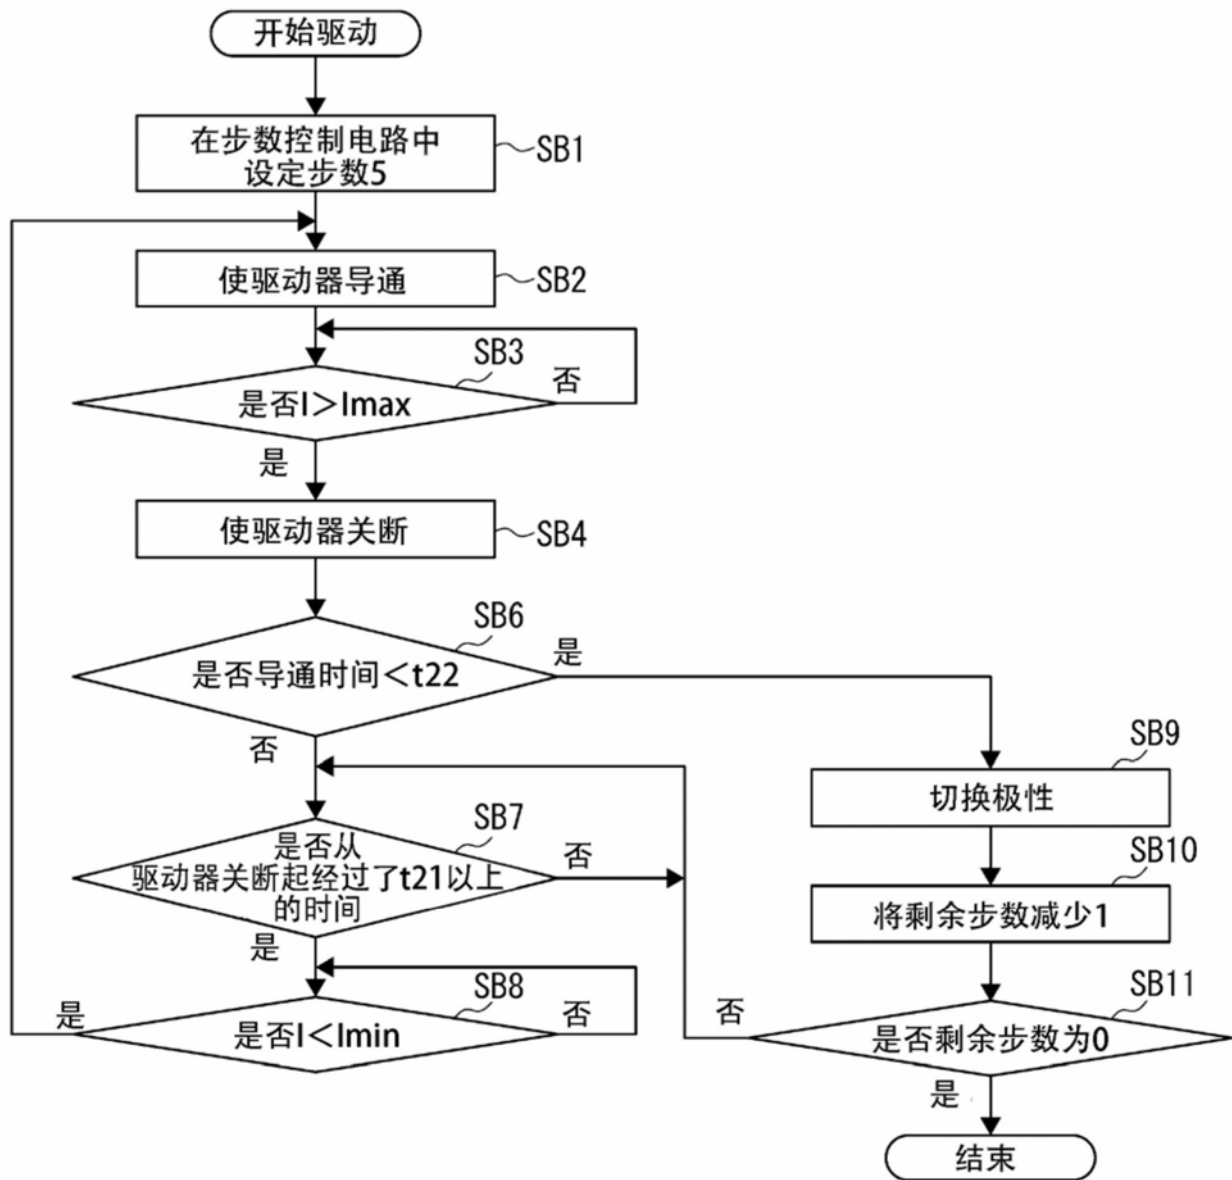 开始驱动
在步数控制电路中
设定步数5
SB1
使驱动器导通
SB2
SB3
是否I＞Imax
否
是
使驱动器关断
SB4
SB6
是否导通时间＜t22
是
否
SB9
切换极性
SB7
是否从
驱动器关断起经过了t21以上
的时间
否
是
SB10
将剩余步数减少1
SB8
是否I＜Imin
是
否
SB11
是否剩余步数为0
否
是
结束